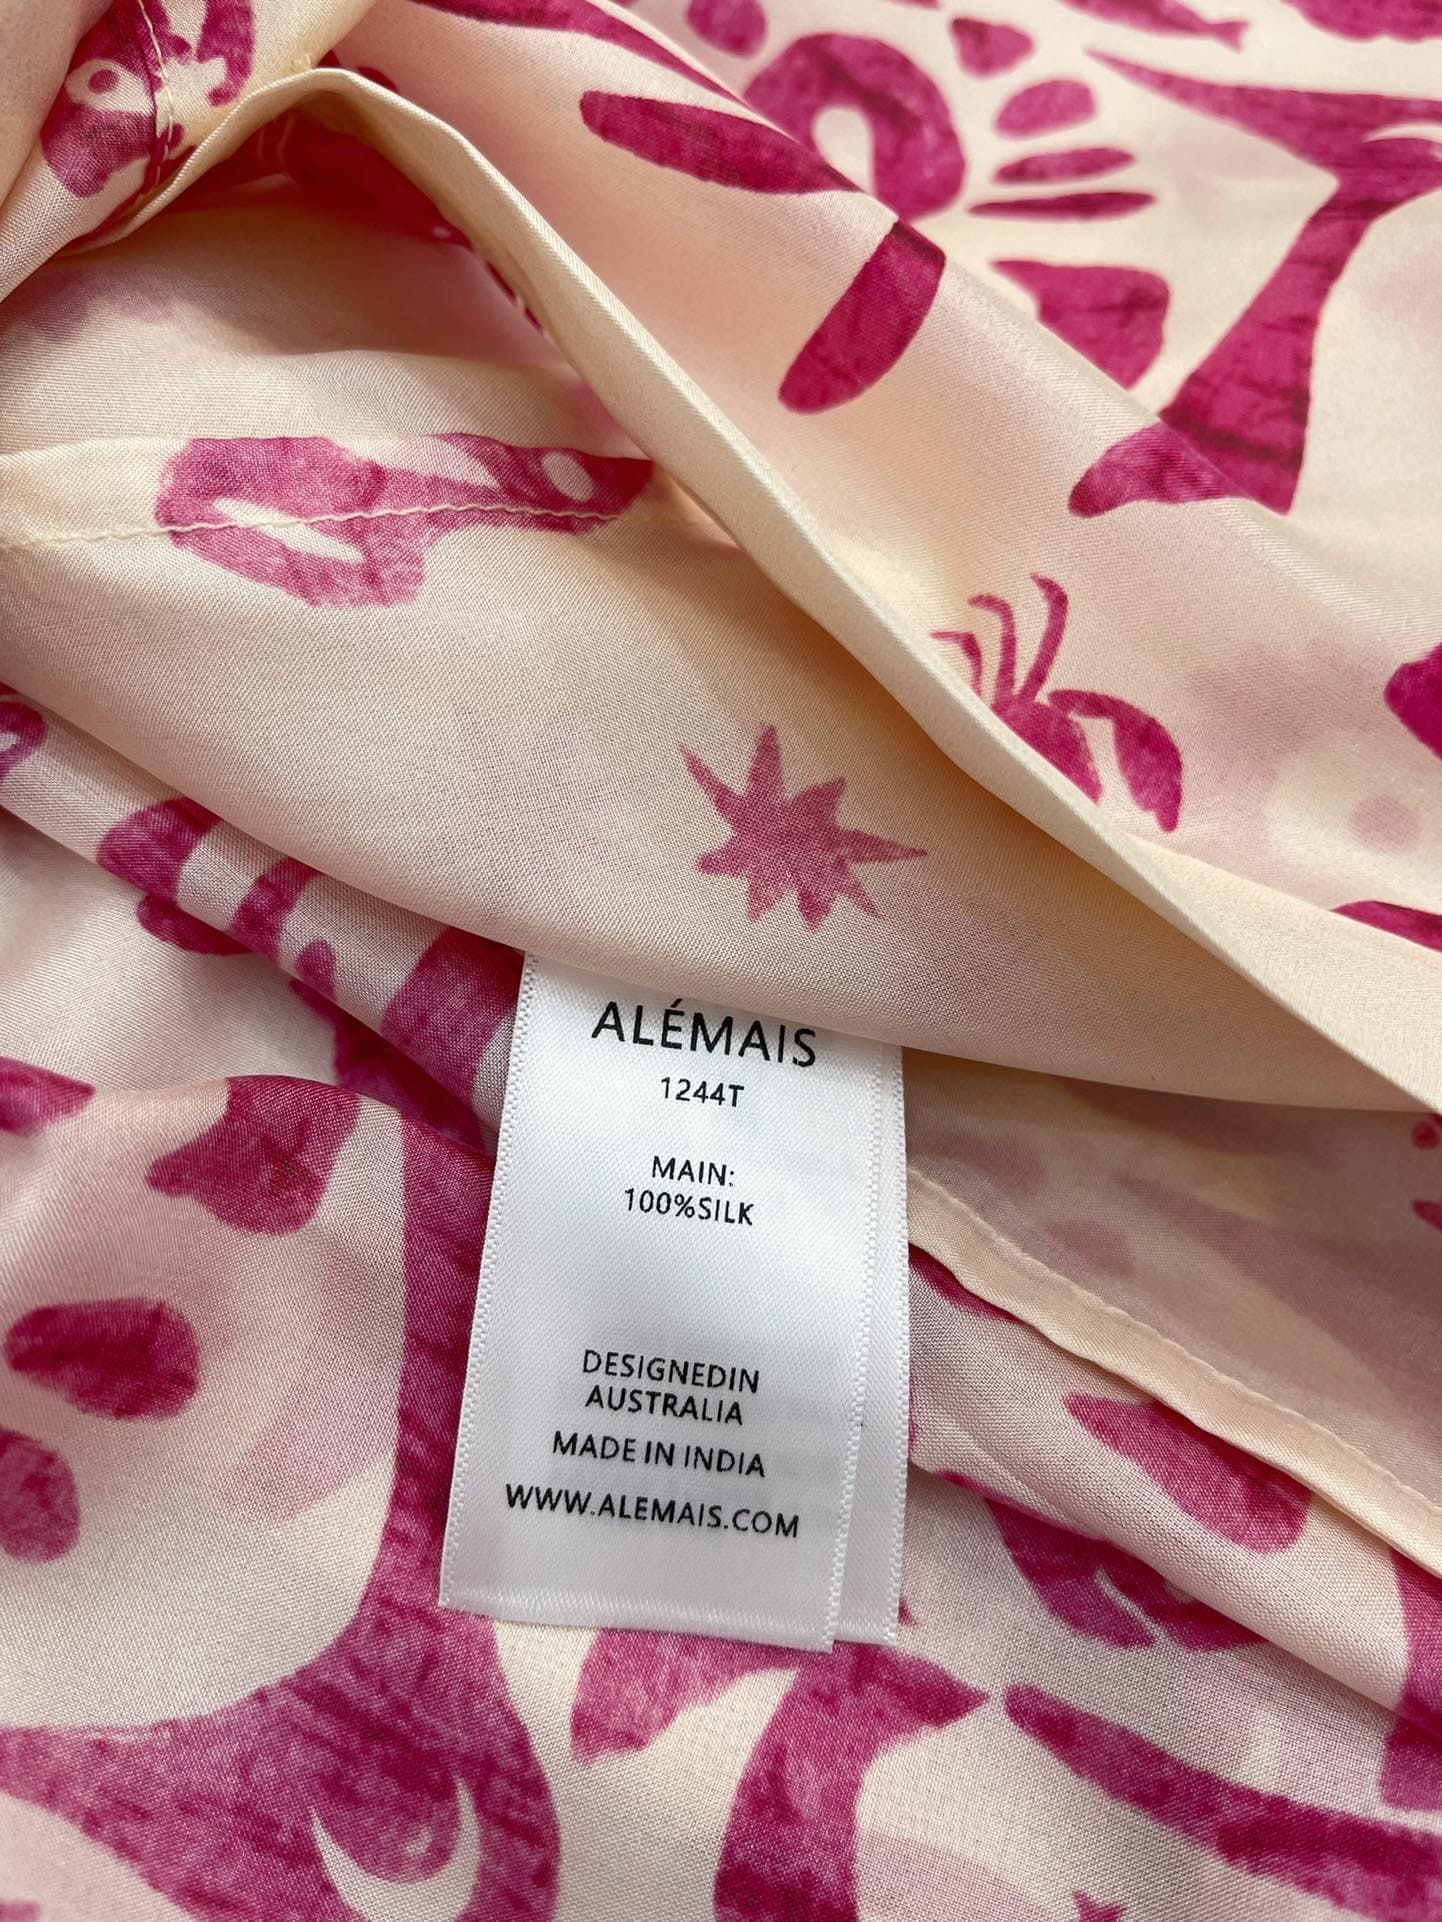 ALÉMAIS
1244T
MAIN:
100%SILK
DESIGNEDIN
AUSTRALIA
MADE IN INDIA
WWW.ALEMAIS.COM